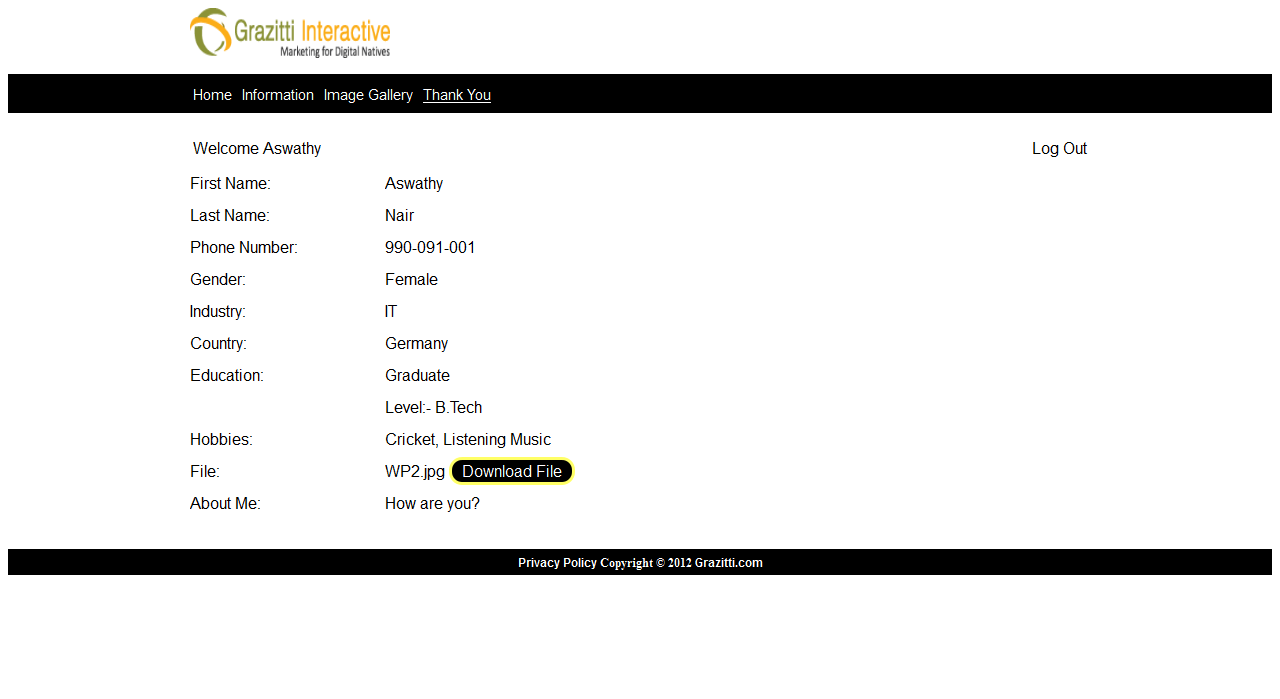 Grazitti Interactive
Marketing for Digital Natives
Home Information Image Gallery Thank You
Welcome Aswathy Log Out
First Name: Aswathy
Last Name: Nair
Phone Number: 990-091-001
Gender: Female
Industry: IT
Country: Germany
Education: Graduate
Level:- B.Tech
Hobbies: Cricket, Listening Music
File: WP2.jpg Download File
About Me: How are you?
Privacy Policy Copyright © 2012 Grazitti.com